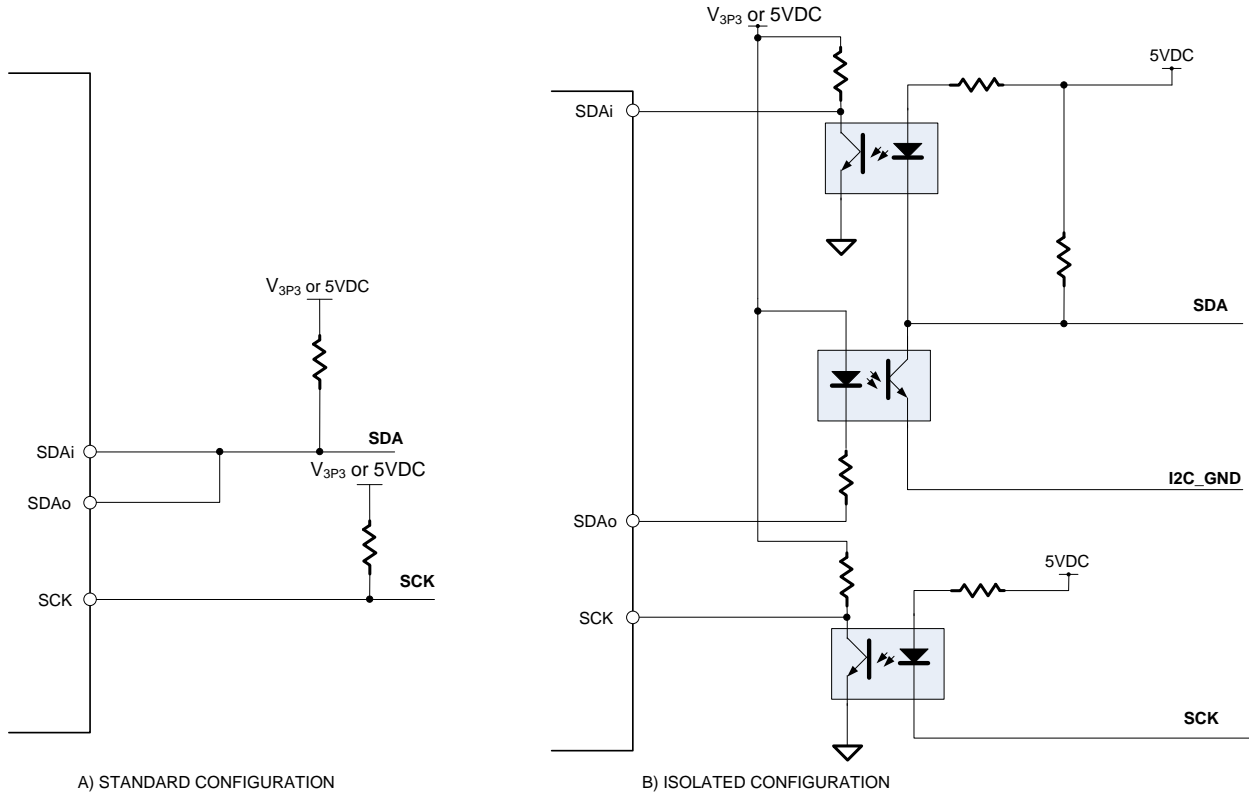 V3P3 or 5VDC
SDAi
SDAo
SDA
V3P3 or 5VDC
SCK
SCK
A) STANDARD CONFIGURATION
V3P3 or 5VDC
5VDC
SDAi
SDA
I2C_GND
SDAo
5VDC
SCK
SCK
B) ISOLATED CONFIGURATION